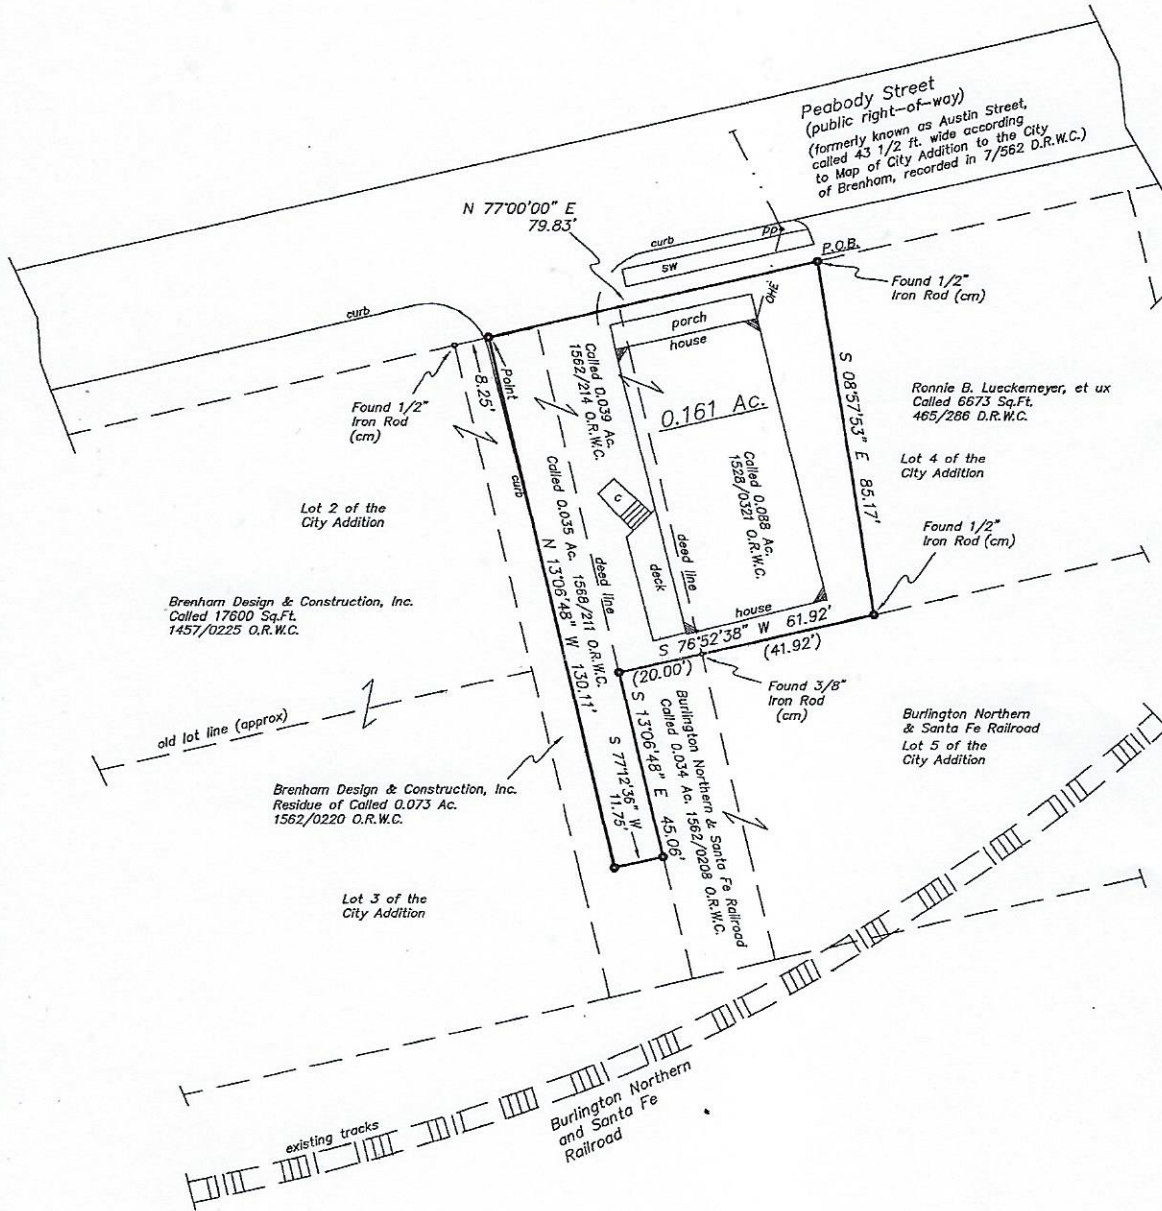 Peabody Street
(public right-of-way)
(formerly known as Austin Street,
called 43 1/2 ft. wide according
to Map of City Addition to the City
of Brenham, recorded in 7/562 D.R.W.C.)
N 77°00'00" E
79.83'
curb
pp
SW
P.O.B.
Found 1/2"
Iron Rod (cm)
OHE
porch
house
curb
Point
8.25'
Found 1/2"
Iron Rod
(cm)
Called 0.039 Ac.
1562/214 O.R.W.C.
0.161 Ac.
S 08°57'53" E 85.17'
Ronnie B. Lueckemeyer, et ux
Called 6673 Sq.Ft.
465/286 D.R.W.C.
Lot 4 of the
City Addition
Lot 2 of the
City Addition
curb
Called 0.035 Ac. 1568/211 O.R.W.C.
N 13°06'48" W 130.11'
C
Called 0.088 Ac.
1528/0321 O.R.W.C.
deed line
deed line
deck
house
Found 1/2"
Iron Rod (cm)
Brenham Design & Construction, Inc.
Called 17600 Sq.Ft.
1457/0225 O.R.W.C.
S 76°52'38" W 61.92'
(20.00')
(41.92')
Found 3/8"
Iron Rod
(cm)
old lot line (approx)
Burlington Northern
& Santa Fe Railroad
Lot 5 of the
City Addition
Brenham Design & Construction, Inc.
Residue of Called 0.073 Ac.
1562/0220 O.R.W.C.
S 77°12'36" W
11.75'
S 13°06'48" E 45.06'
Burlington Northern & Santa Fe Railroad
Called 0.034 Ac. 1562/0208 O.R.W.C.
Lot 3 of the
City Addition
existing tracks
Burlington Northern
and Santa Fe
Railroad